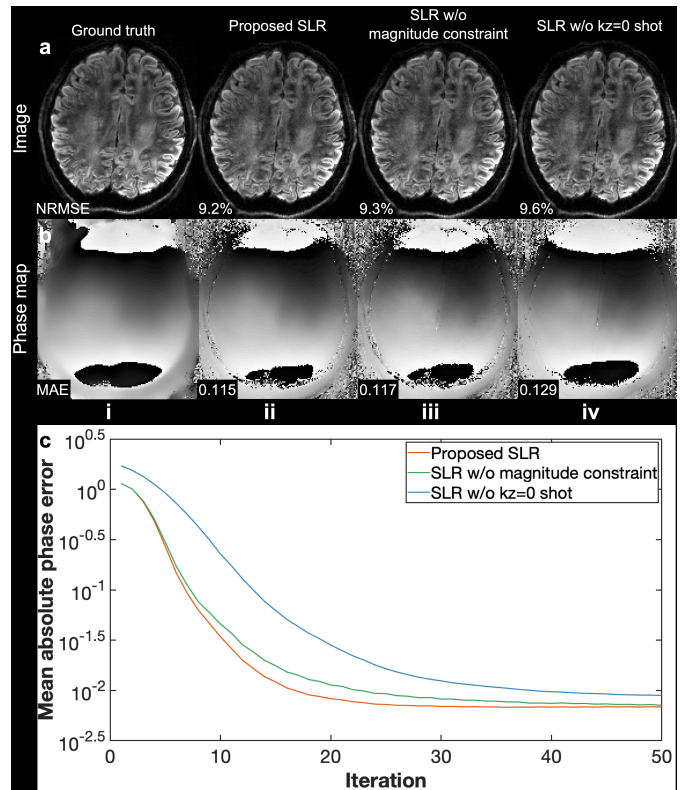 a
Ground truth
Proposed SLR
SLR w/o
magnitude constraint
SLR w/o kz=0 shot
Image
NRMSE
9.2%
9.3%
9.6%
b
Phase map
MAE
0.115
0.117
0.129
i
ii
iii
iv
c
Mean absolute phase error
10^0.5
10^0
10^-0.5
10^-1
10^-1.5
10^-2
10^-2.5
Proposed SLR
SLR w/o magnitude constraint
SLR w/o kz=0 shot
0
10
20
30
40
50
Iteration